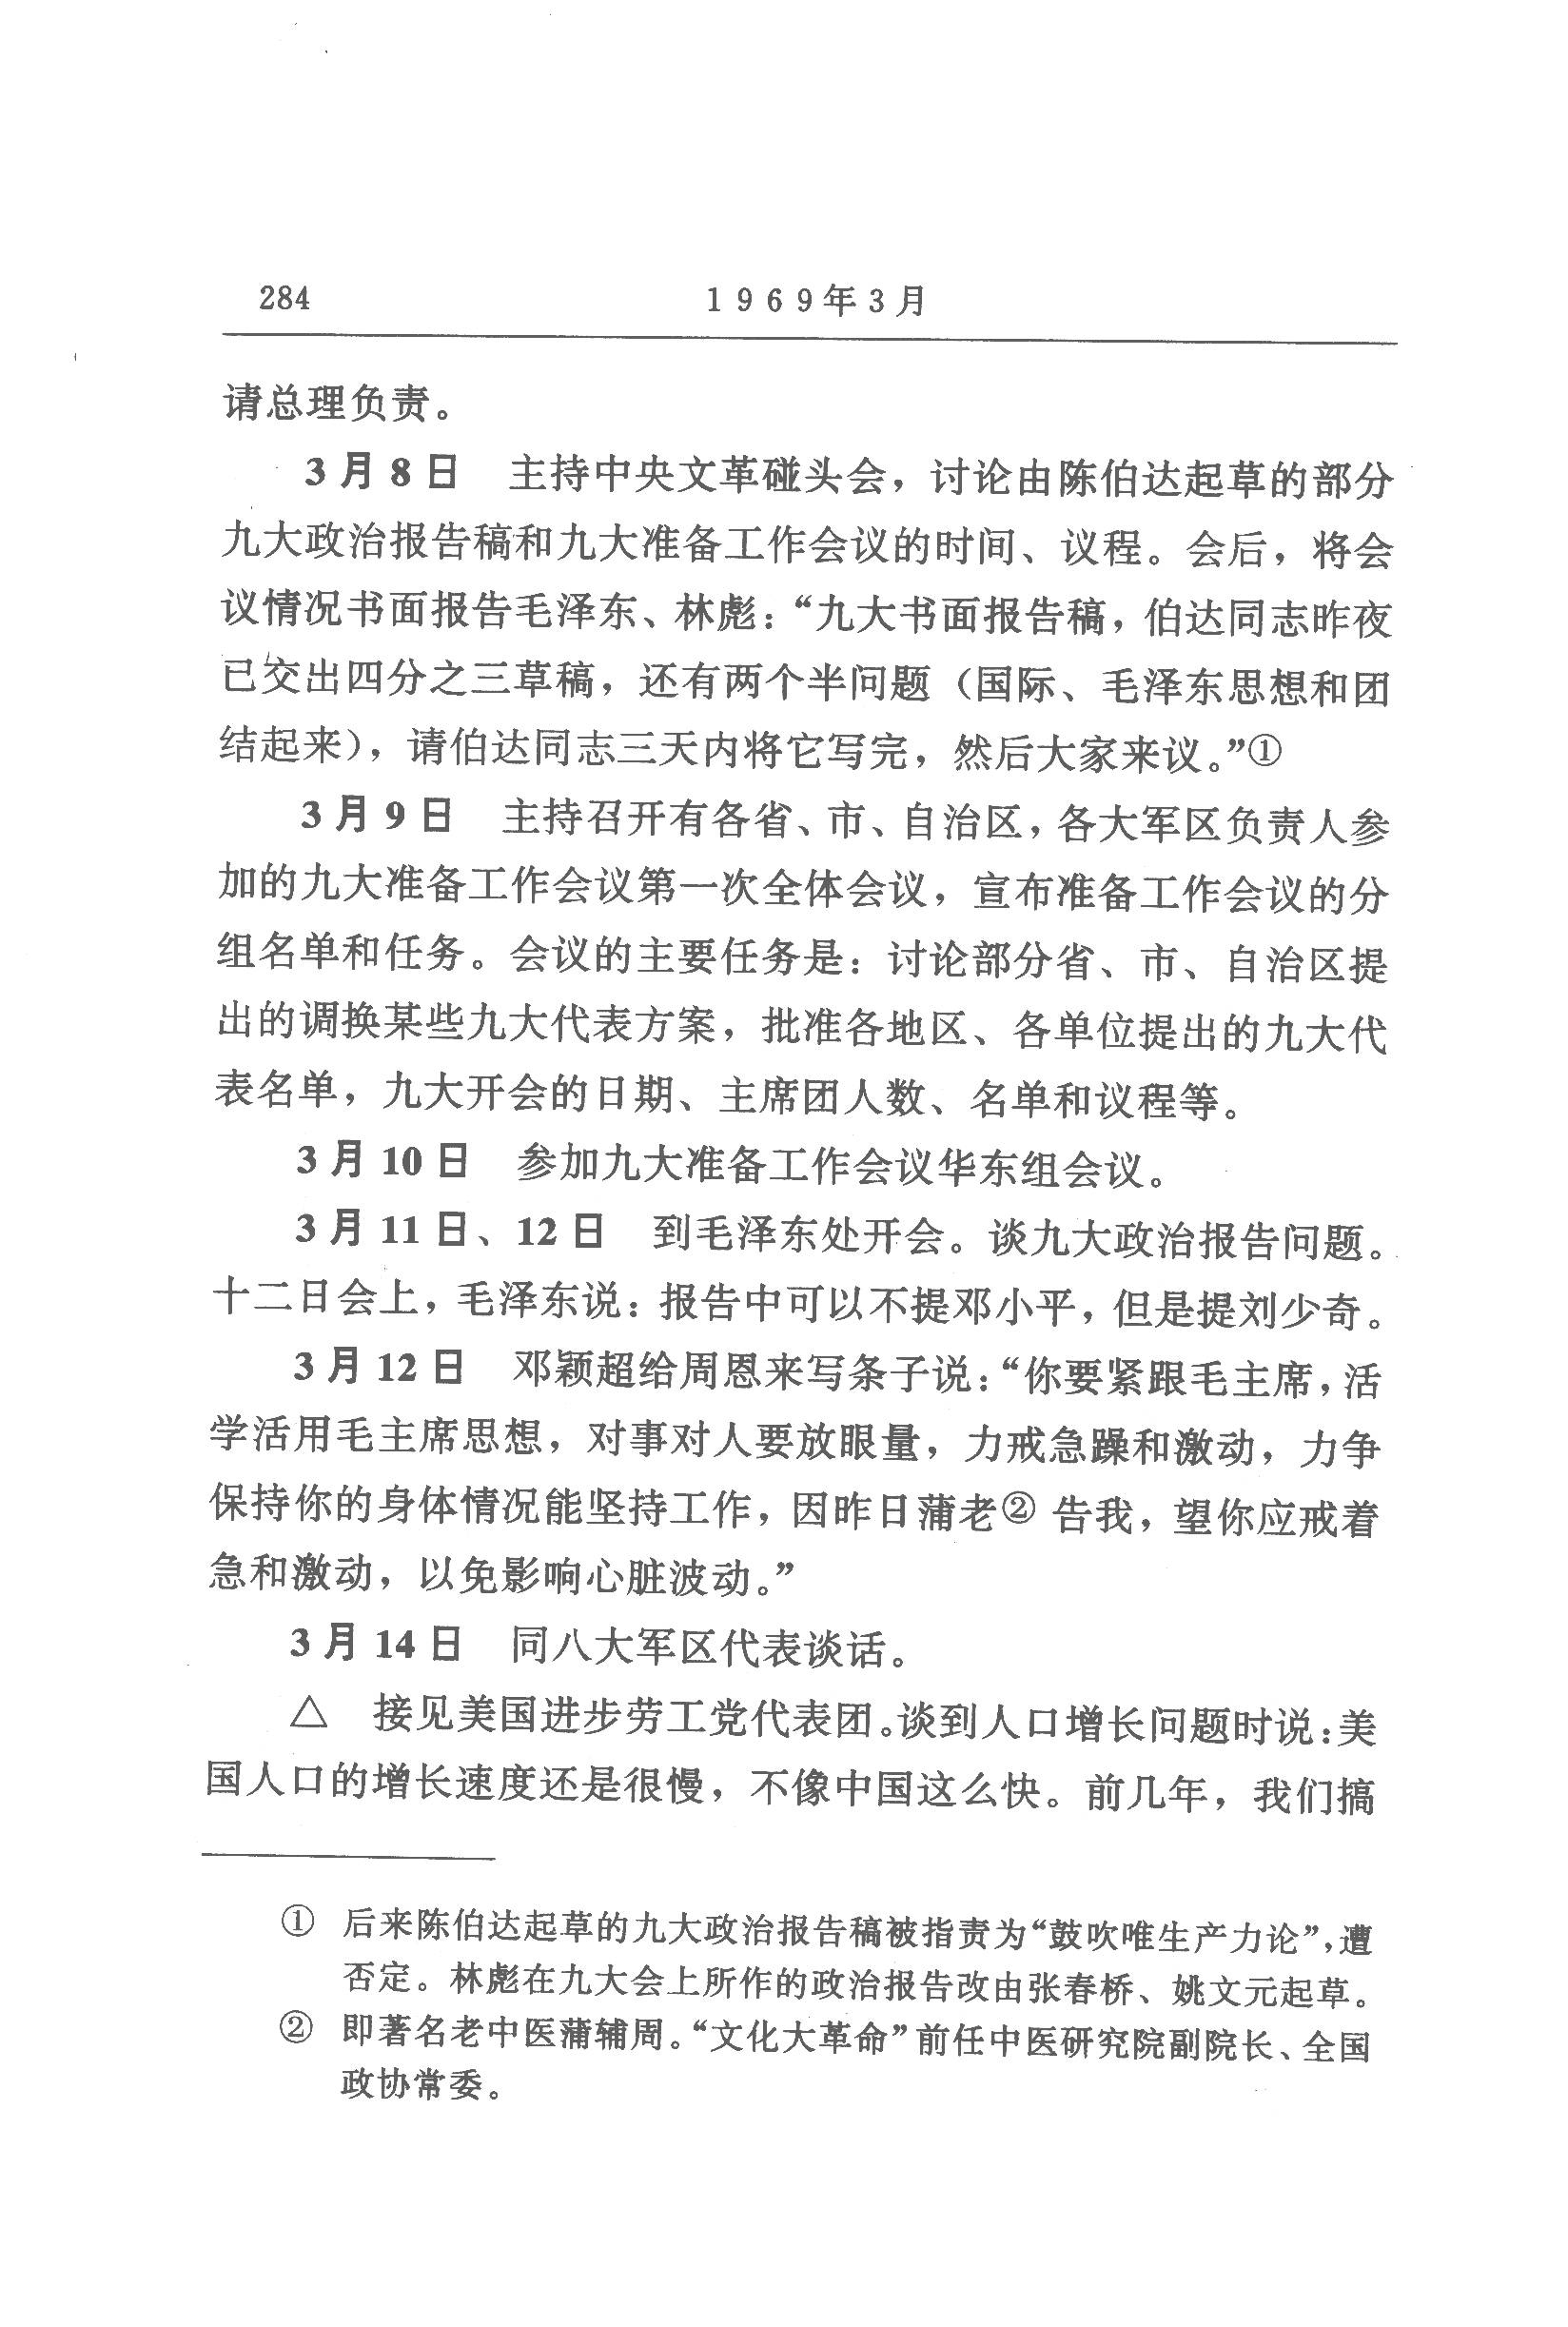 284
1969年3月
请总理负责。
3月8日 主持中央文革碰头会，讨论由陈伯达起草的部分
九大政治报告稿和九大准备工作会议的时间、议程。会后，将会
议情况书面报告毛泽东、林彪：“九大书面报告稿，伯达同志昨夜
已交出四分之三草稿，还有两个半问题（国际、毛泽东思想和团
结起来），请伯达同志三天内将它写完，然后大家来议。”①
3月9日 主持召开有各省、市、自治区，各大军区负责人参
加的九大准备工作会议第一次全体会议，宣布准备工作会议的分
组名单和任务。会议的主要任务是：讨论部分省、市、自治区提
出的调换某些九大代表方案，批准各地区、各单位提出的九大代
表名单，九大开会的日期、主席团人数、名单和议程等。
3月10日 参加九大准备工作会议华东组会议。
3月11日、12日 到毛泽东处开会。谈九大政治报告问题。
十二日会上，毛泽东说：报告中可以不提邓小平，但是提刘少奇。
3月12日 邓颖超给周恩来写条子说：“你要紧跟毛主席，活
学活用毛主席思想，对事对人要放眼量，力戒急躁和激动，力争
保持你的身体情况能坚持工作，因昨日蒲老②告我，望你应戒着
急和激动，以免影响心脏波动。”
3月14日 同八大军区代表谈话。
△ 接见美国进步劳工党代表团。谈到人口增长问题时说：美
国人口的增长速度还是很慢，不像中国这么快。前几年，我们搞
① 后来陈伯达起草的九大政治报告稿被指责为“鼓吹唯生产力论”，遭
否定。林彪在九大会上所作的政治报告改由张春桥、姚文元起草。
② 即著名老中医蒲辅周。“文化大革命”前任中医研究院副院长、全国
政协常委。